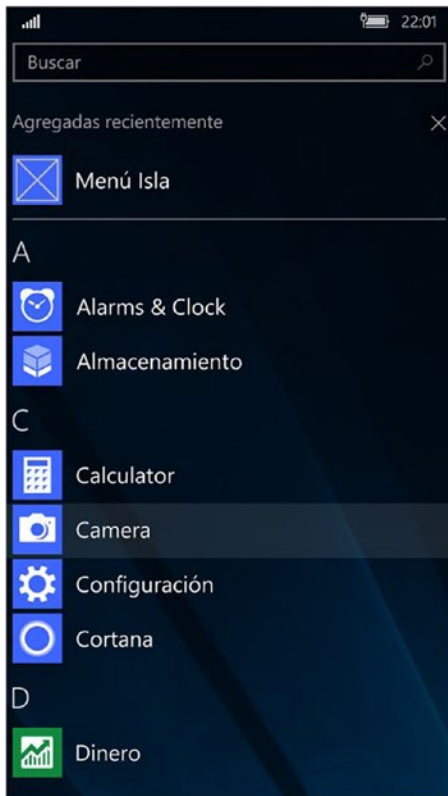 22:01
Buscar
Agregadas recientemente
Menú Isla
A
Alarms & Clock
Almacenamiento
C
Calculator
Camera
Configuración
Cortana
D
Dinero